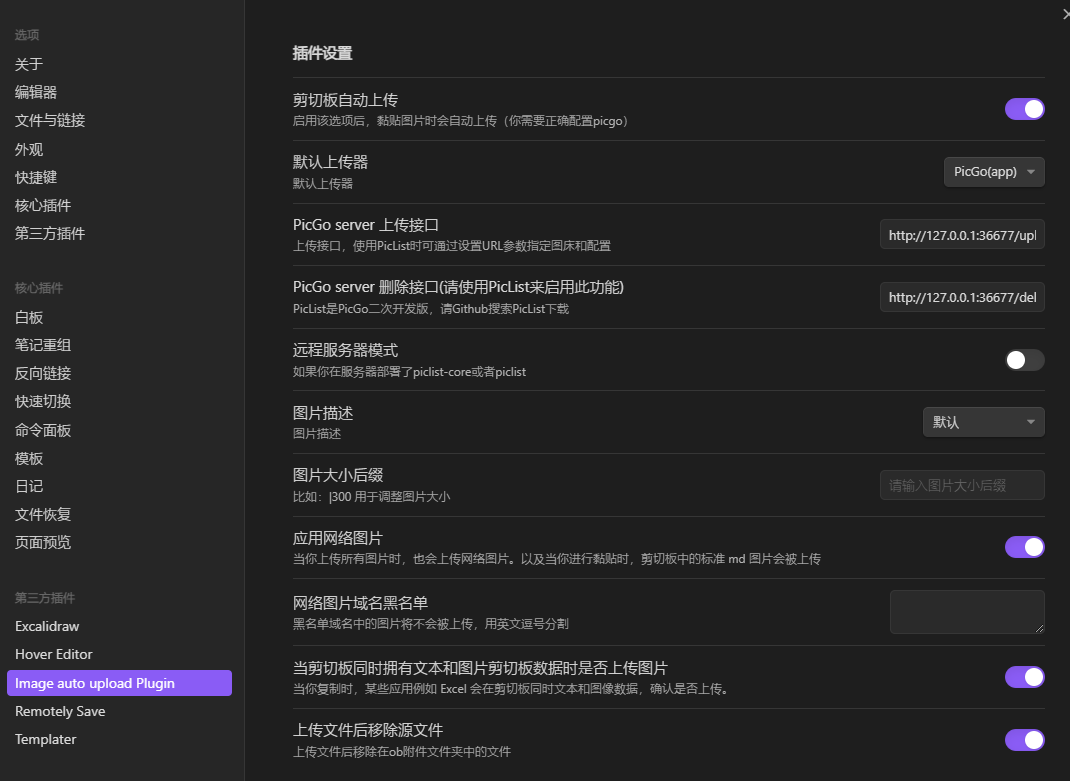 选项
关于
编辑器
文件与链接
外观
快捷键
核心插件
第三方插件
核心插件
白板
笔记重组
反向链接
快速切换
命令面板
模板
日记
文件恢复
页面预览
第三方插件
Excalidraw
Hover Editor
Image auto upload Plugin
Remotely Save
Templater
插件设置
剪切板自动上传
启用该选项后，黏贴图片时会自动上传（你需要正确配置picgo）
默认上传器
默认上传器
PicGo(app)
PicGo server 上传接口
上传接口，使用PicList时可通过设置URL参数指定图床和配置
http://127.0.0.1:36677/upl
PicGo server 删除接口(请使用PicList来启用此功能)
PicList是PicGo二次开发版，请Github搜索PicList下载
http://127.0.0.1:36677/del
远程服务器模式
如果你在服务器部署了piclist-core或者piclist
图片描述
图片描述
默认
图片大小后缀
比如：|300 用于调整图片大小
请输入图片大小后缀
应用网络图片
当你上传所有图片时，也会上传网络图片。以及当你进行黏贴时，剪切板中的标准 md 图片会被上传
网络图片域名黑名单
黑名单域名中的图片将不会被上传，用英文逗号分割
当剪切板同时拥有文本和图片剪切板数据时是否上传图片
当你复制时，某些应用例如 Excel 会在剪切板同时文本和图像数据，确认是否上传。
上传文件后移除源文件
上传文件后移除在ob附件文件夹中的文件